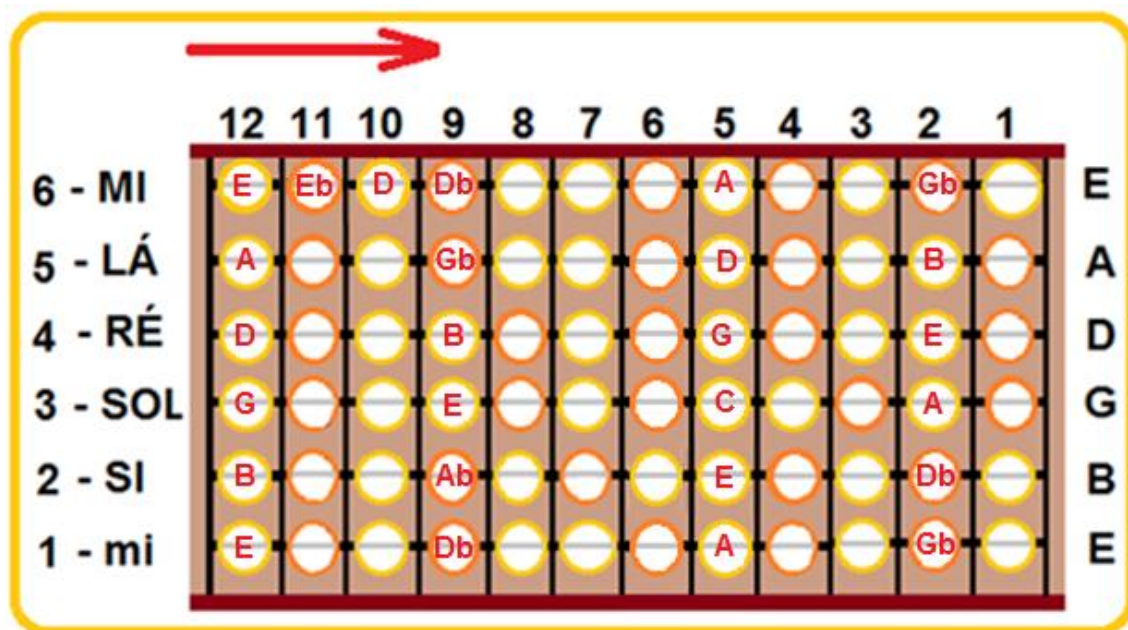 12 11 10 9 8 7 6 5 4 3 2 1
6 - MI E Eb D Db A Gb E
5 - LÁ A Gb D B A
4 - RÉ D B G E D
3 - SOL G E C A G
2 - SI B Ab E Db B
1 - mi E Db A Gb E